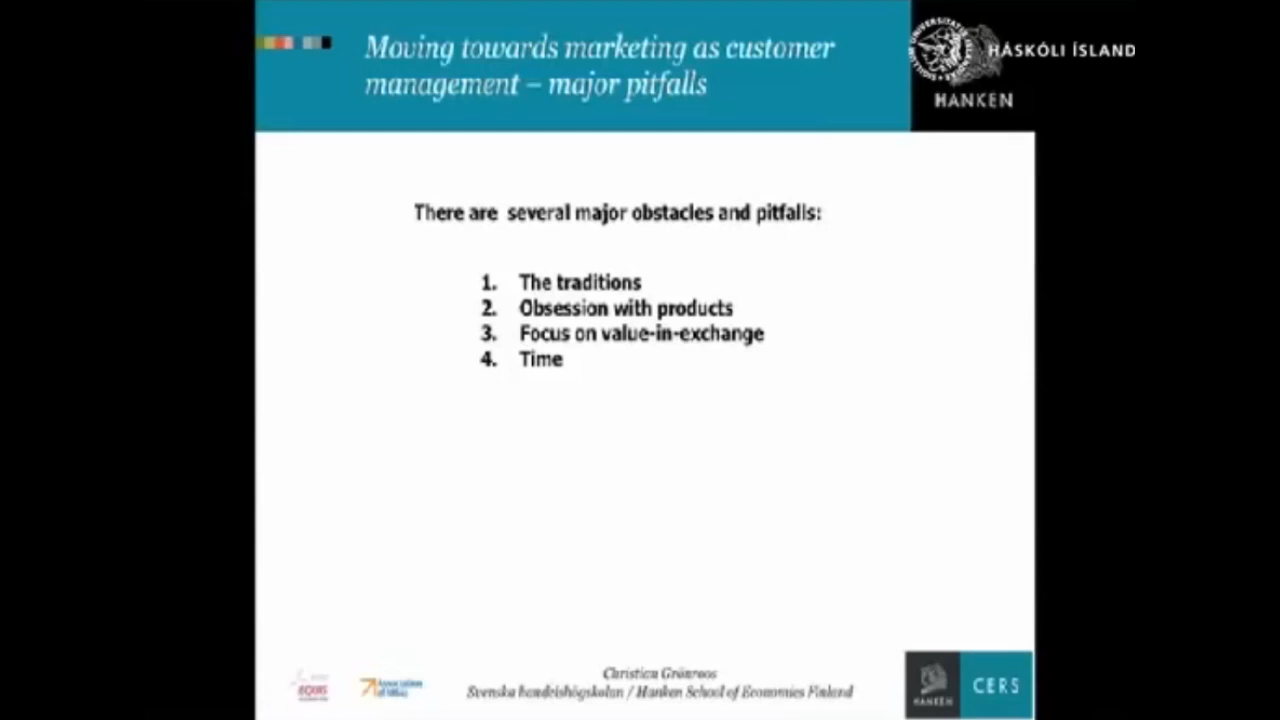 Moving towards marketing as customer
management – major pitfalls
HÁSKÓLI ÍSLAND
HANKEN
There are several major obstacles and pitfalls:
1. The traditions
2. Obsession with products
3. Focus on value-in-exchange
4. Time
Christian Grönroos
Svenska handelshögskolan / Hanken School of Economics Finland
EQUIS
HANKEN
CERS